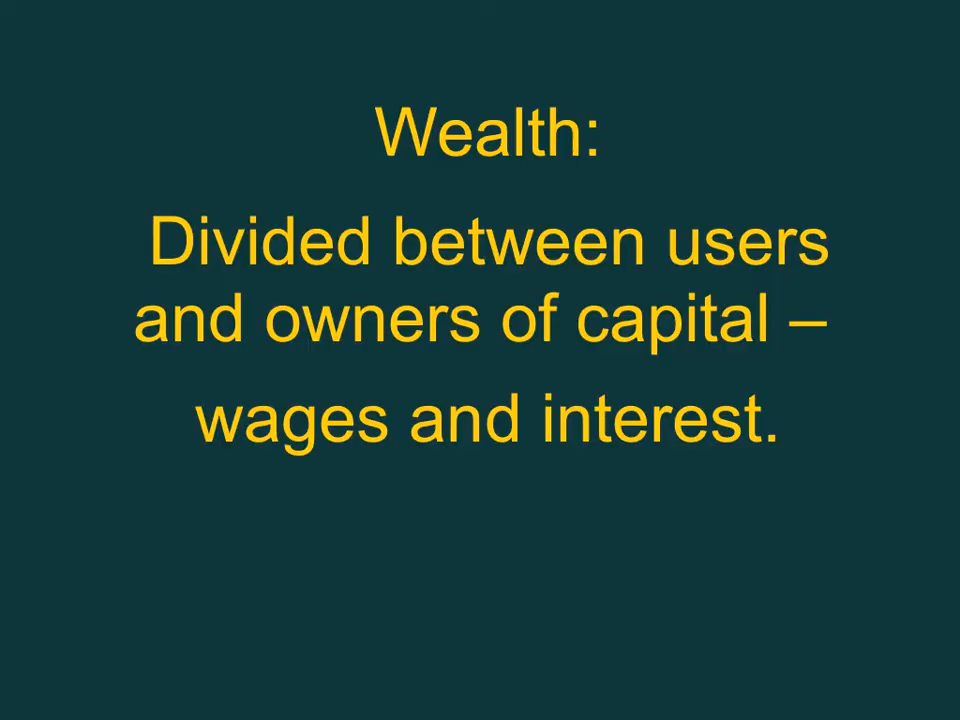 Wealth:
Divided between users
and owners of capital –
wages and interest.